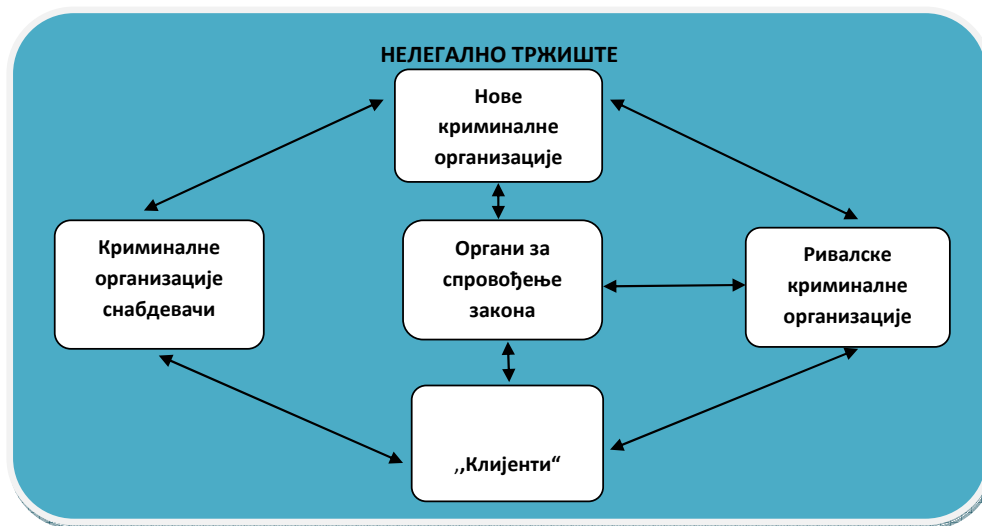 НЕЛЕГАЛНО ТРЖИШТЕ
Нове
криминалне
организације
Криминалне
организације
снабдевачи
Органи за
спровођење
закона
Ривалске
криминалне
организације
,,Клијенти“